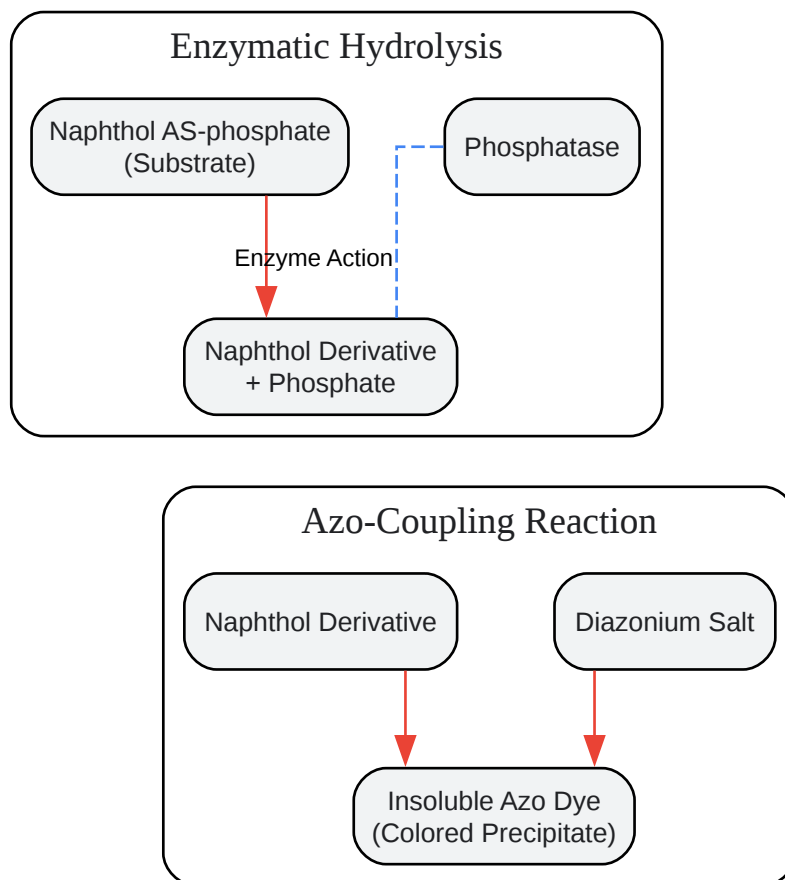 Enzymatic Hydrolysis
Naphthol AS-phosphate
(Substrate)
Phosphatase
Enzyme Action
Naphthol Derivative
+ Phosphate
Azo-Coupling Reaction
Naphthol Derivative
Diazonium Salt
Insoluble Azo Dye
(Colored Precipitate)